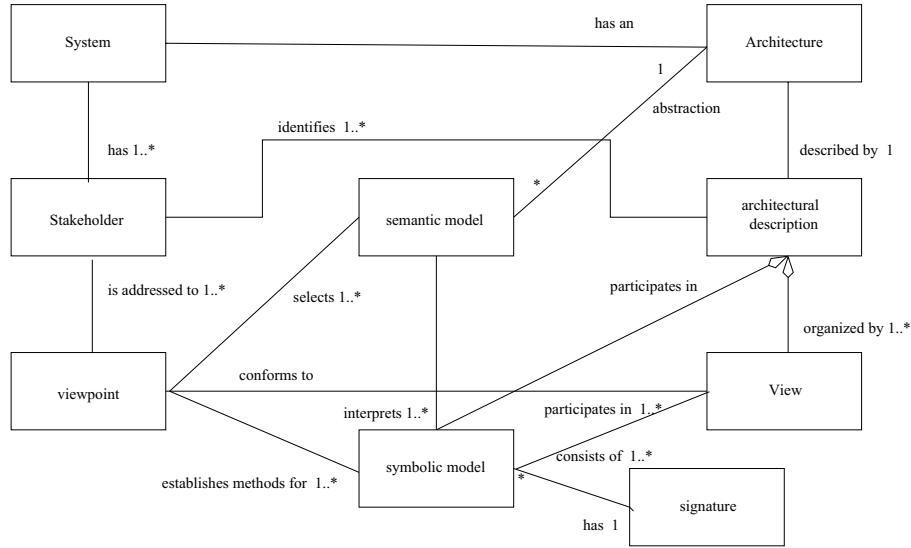 has an
System
Architecture
1
abstraction
identifies 1..*
has 1..*
described by 1
*
Stakeholder
semantic model
architectural
description
is addressed to 1..*
selects 1..*
participates in
organized by 1..*
conforms to
viewpoint
View
interprets 1..*
participates in 1..*
consists of 1..*
symbolic model
*
establishes methods for 1..*
signature
has 1